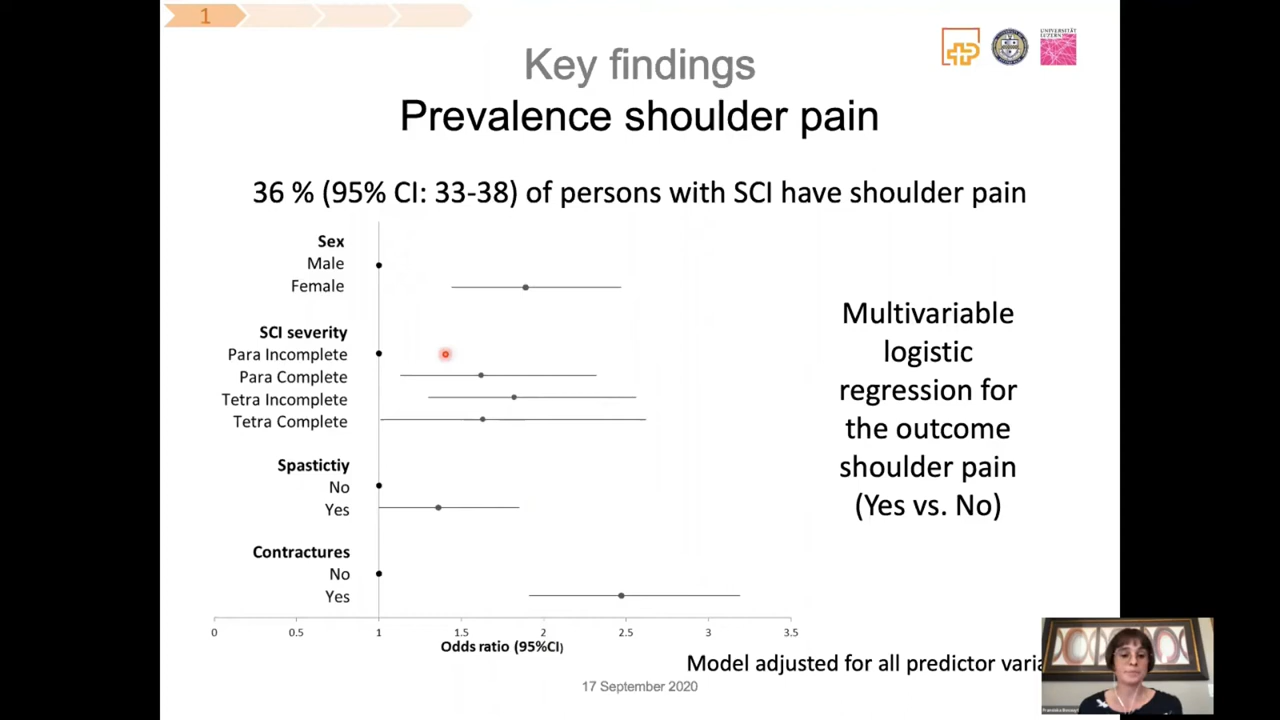 1
UNIVERSITÄT
LUZERN
Key findings
Prevalence shoulder pain
36 % (95% CI: 33-38) of persons with SCI have shoulder pain
Sex
Male
Female
SCI severity
Para Incomplete
Para Complete
Tetra Incomplete
Tetra Complete
Spastictiy
No
Yes
Contractures
No
Yes
0 0.5 1 1.5 2 2.5 3 3.5
Odds ratio (95%CI)
Multivariable
logistic
regression for
the outcome
shoulder pain
(Yes vs. No)
Model adjusted for all predictor varia
17 September 2020